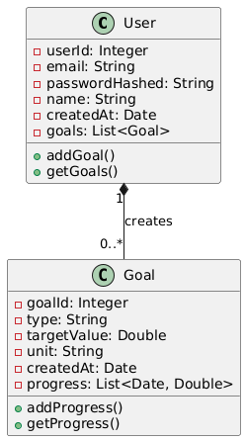 C User
userId: Integer
email: String
passwordHashed: String
name: String
createdAt: Date
goals: List<Goal>
addGoal()
getGoals()
1
creates
0..*
C Goal
goalId: Integer
type: String
targetValue: Double
unit: String
createdAt: Date
progress: List<Date, Double>
addProgress()
getProgress()